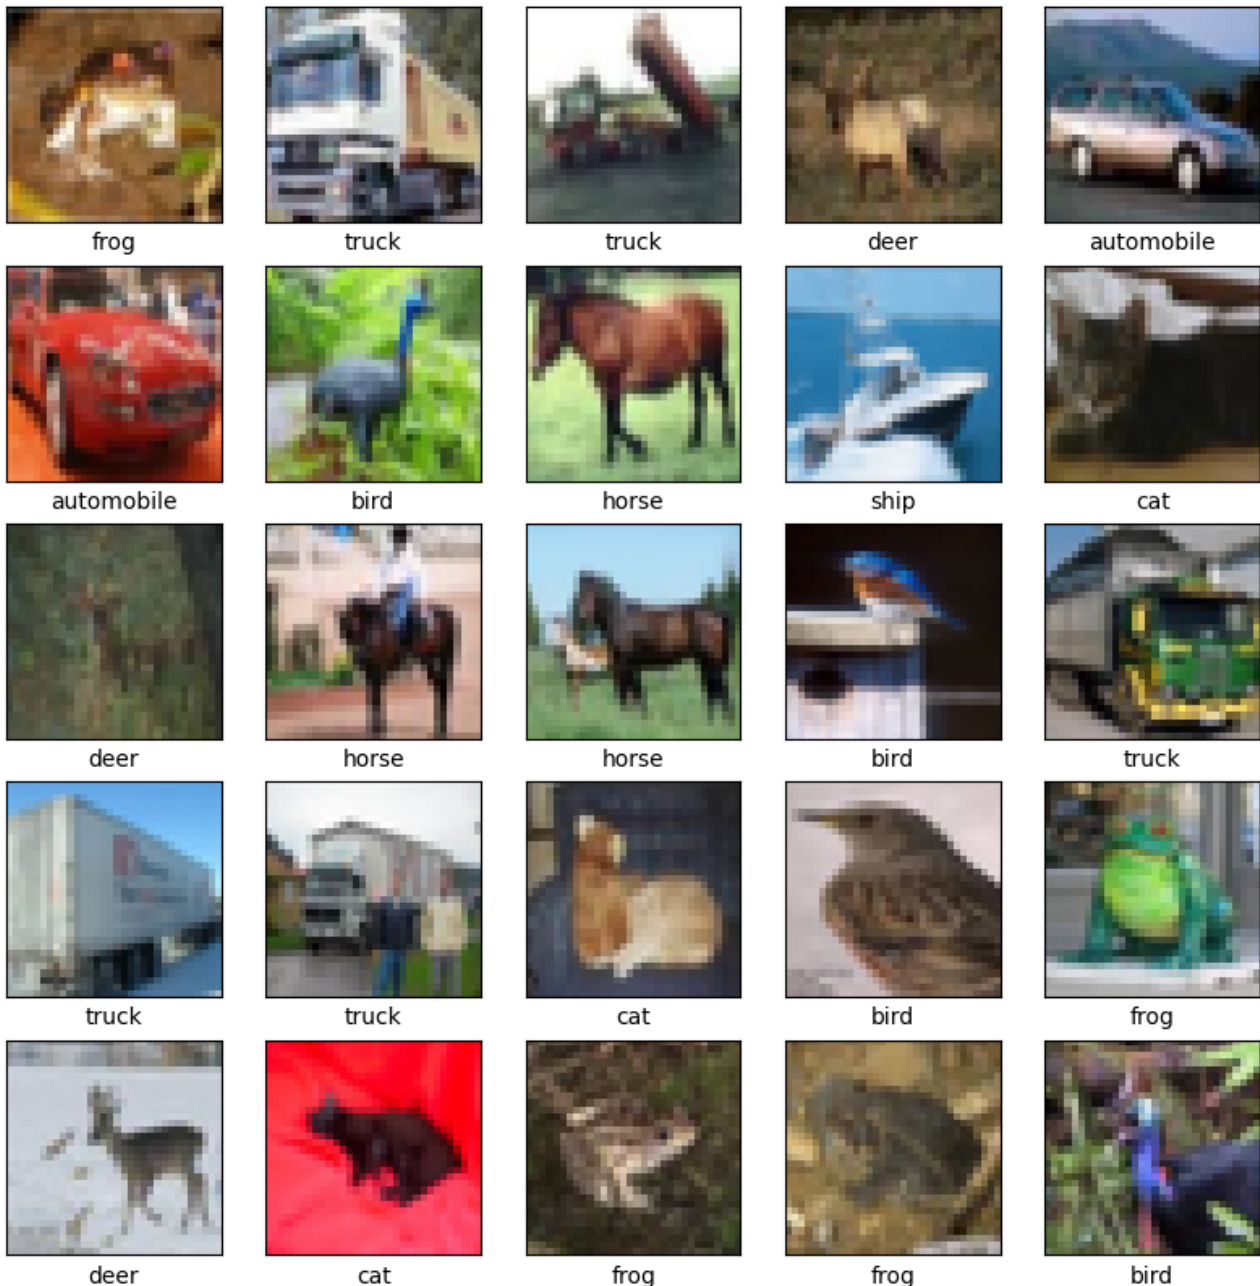 frog truck truck deer automobile
automobile bird horse ship cat
deer horse horse bird truck
truck truck cat bird frog
deer cat frog frog bird